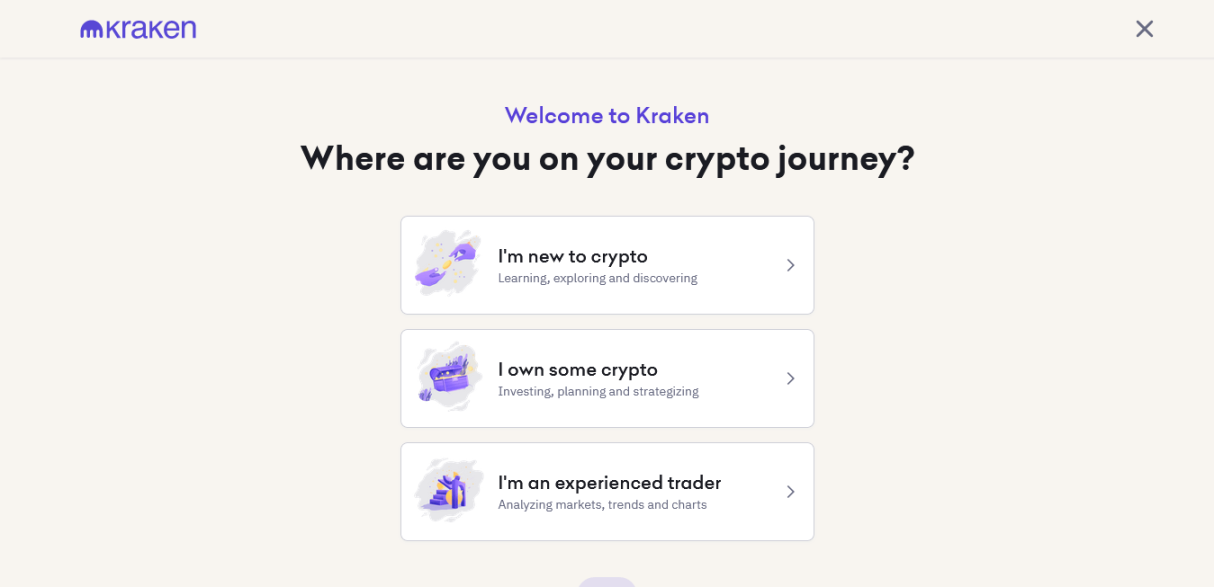 kraken
Welcome to Kraken
Where are you on your crypto journey?
I'm new to crypto
Learning, exploring and discovering
I own some crypto
Investing, planning and strategizing
I'm an experienced trader
Analyzing markets, trends and charts